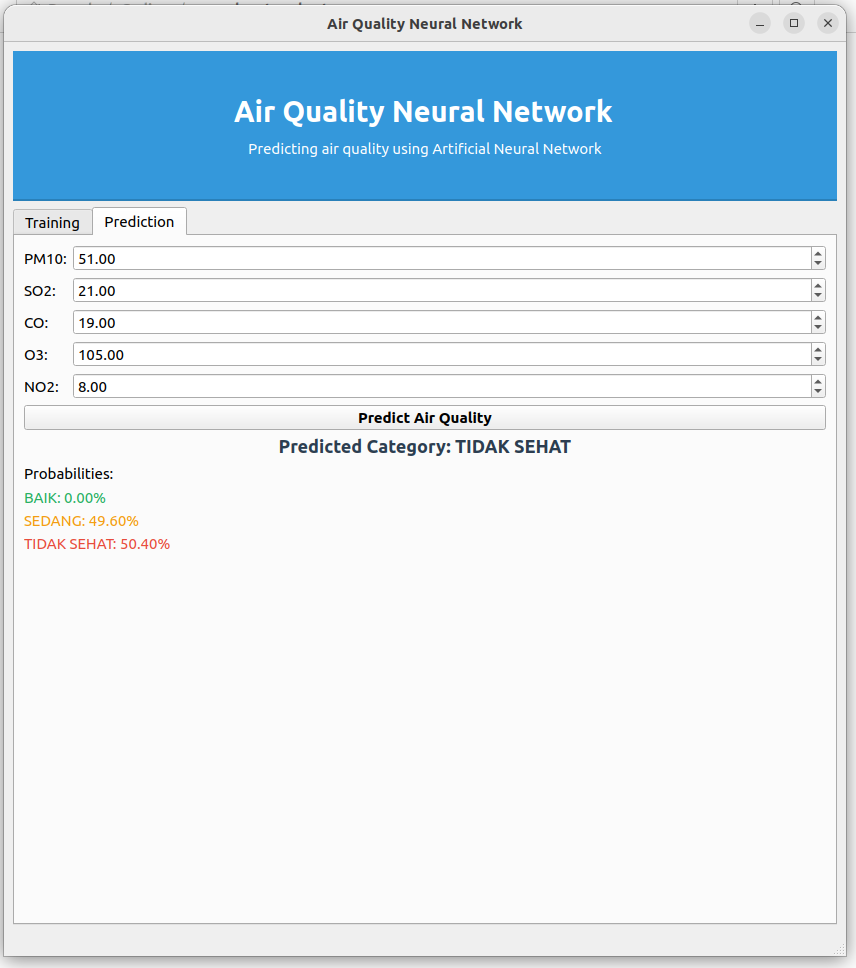 Air Quality Neural Network
Air Quality Neural Network
Predicting air quality using Artificial Neural Network
Training Prediction
PM10: 51.00
SO2: 21.00
CO: 19.00
O3: 105.00
NO2: 8.00
Predict Air Quality
Predicted Category: TIDAK SEHAT
Probabilities:
BAIK: 0.00%
SEDANG: 49.60%
TIDAK SEHAT: 50.40%